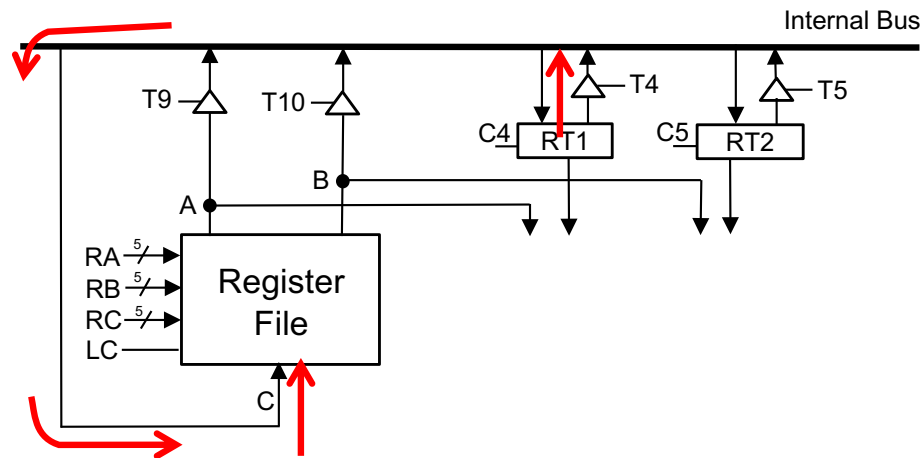 Internal Bus
T9
T10
T4
T5
C4
RT1
C5
RT2
B
A
RA
5
RB
5
RC
5
LC
Register
File
C